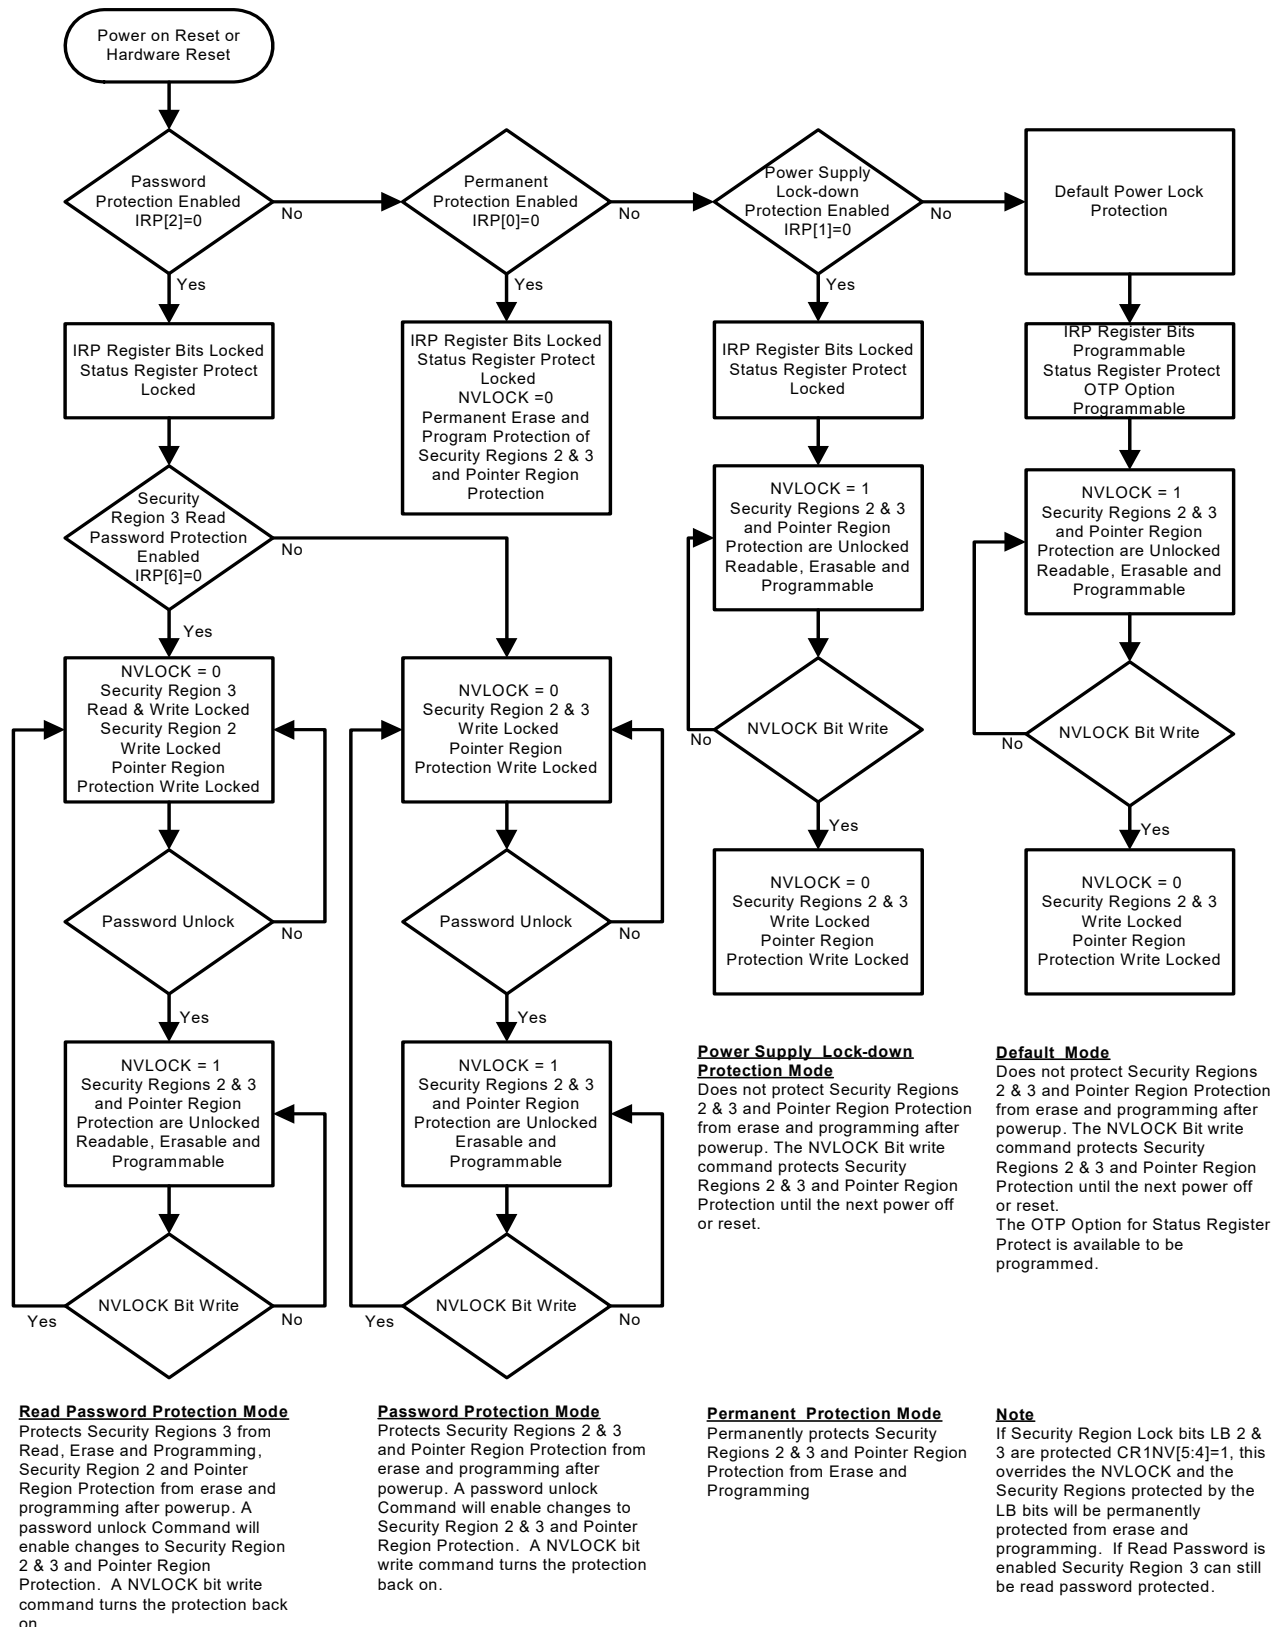 Power on Reset or
Hardware Reset
Password
Protection Enabled
IRP[2]=0
No
Yes
Permanent
Protection Enabled
IRP[0]=0
No
Yes
Power Supply
Lock-down
Protection Enabled
IRP[1]=0
No
Yes
Default Power Lock
Protection
IRP Register Bits Locked
Status Register Protect
Locked
IRP Register Bits Locked
Status Register Protect
Locked
NVLOCK =0
Permanent Erase and
Program Protection of
Security Regions 2 & 3
and Pointer Region
Protection
IRP Register Bits Locked
Status Register Protect
Locked
IRP Register Bits
Programmable
Status Register Protect
OTP Option
Programmable
Security
Region 3 Read
Password Protection
Enabled
IRP[6]=0
No
Yes
NVLOCK = 1
Security Regions 2 & 3
and Pointer Region
Protection are Unlocked
Readable, Erasable and
Programmable
NVLOCK = 1
Security Regions 2 & 3
and Pointer Region
Protection are Unlocked
Readable, Erasable and
Programmable
NVLOCK = 0
Security Region 3
Read & Write Locked
Security Region 2
Write Locked
Pointer Region
Protection Write Locked
NVLOCK = 0
Security Region 2 & 3
Write Locked
Pointer Region
Protection Write Locked
NVLOCK Bit Write
No
Yes
NVLOCK Bit Write
No
Yes
Password Unlock
No
Yes
Password Unlock
No
Yes
NVLOCK = 0
Security Regions 2 & 3
Write Locked
Pointer Region
Protection Write Locked
NVLOCK = 0
Security Regions 2 & 3
Write Locked
Pointer Region
Protection Write Locked
NVLOCK = 1
Security Regions 2 & 3
and Pointer Region
Protection are Unlocked
Readable, Erasable and
Programmable
NVLOCK = 1
Security Regions 2 & 3
and Pointer Region
Protection are Unlocked
Erasable and
Programmable
Power Supply Lock-down
Protection Mode
Does not protect Security Regions
2 & 3 and Pointer Region Protection
from erase and programming after
powerup. The NVLOCK Bit write
command protects Security
Regions 2 & 3 and Pointer Region
Protection until the next power off
or reset.
Default Mode
Does not protect Security Regions
2 & 3 and Pointer Region Protection
from erase and programming after
powerup. The NVLOCK Bit write
command protects Security
Regions 2 & 3 and Pointer Region
Protection until the next power off
or reset.
The OTP Option for Status Register
Protect is available to be
programmed.
NVLOCK Bit Write
Yes
No
NVLOCK Bit Write
Yes
No
Read Password Protection Mode
Protects Security Regions 3 from
Read, Erase and Programming,
Security Region 2 and Pointer
Region Protection from erase and
programming after powerup. A
password unlock Command will
enable changes to Security Region
2 & 3 and Pointer Region
Protection. A NVLOCK bit write
command turns the protection back
on.
Password Protection Mode
Protects Security Regions 2 & 3
and Pointer Region Protection from
erase and programming after
powerup. A password unlock
Command will enable changes to
Security Region 2 & 3 and Pointer
Region Protection. A NVLOCK bit
write command turns the protection
back on.
Permanent Protection Mode
Permanently protects Security
Regions 2 & 3 and Pointer Region
Protection from Erase and
Programming
Note
If Security Region Lock bits LB 2 &
3 are protected CR1NV[5:4]=1, this
overrides the NVLOCK and the
Security Regions protected by the
LB bits will be permanently
protected from erase and
programming. If Read Password is
enabled Security Region 3 can still
be read password protected.